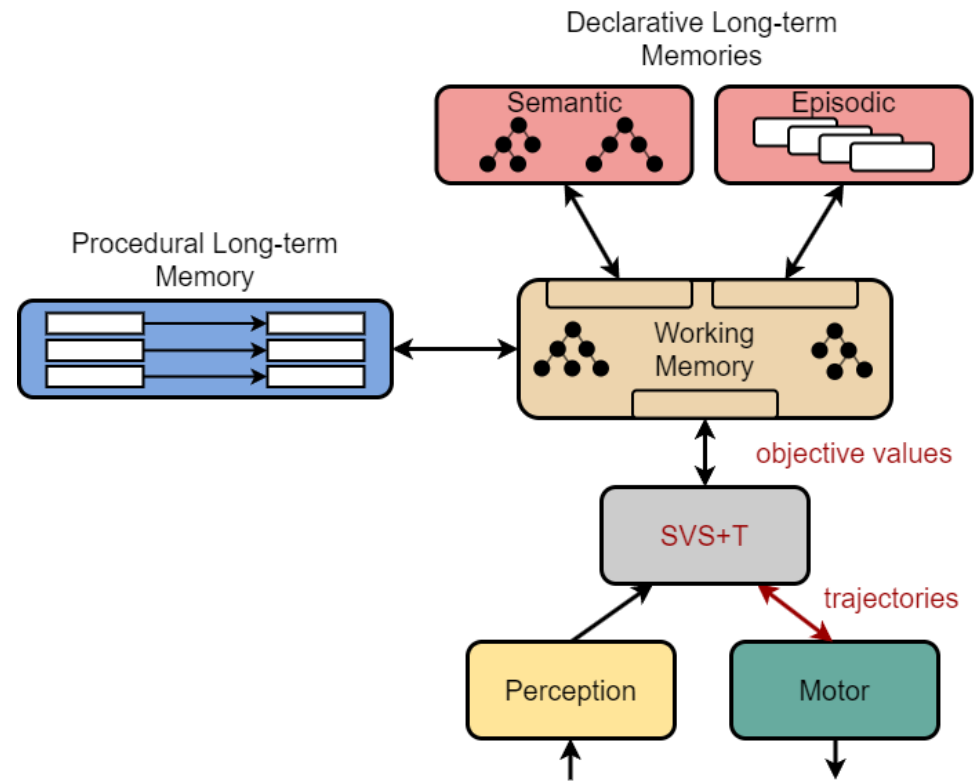 Declarative Long-term
Memories
Semantic
Episodic
Procedural Long-term
Memory
Working
Memory
objective values
SVS+T
trajectories
Perception
Motor